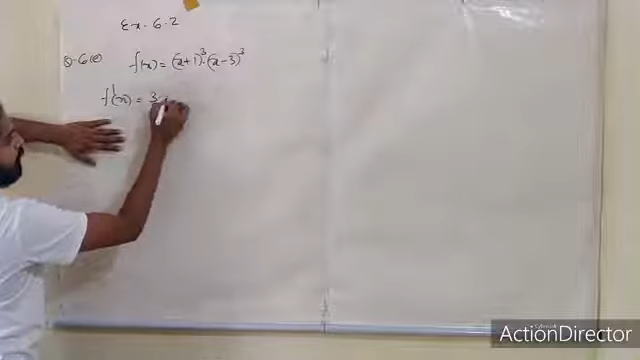 Ex. 6.2
Q.6(e) f(x) = (x+1)³.(x-3)³
f'(x) = 3
ActionDirector